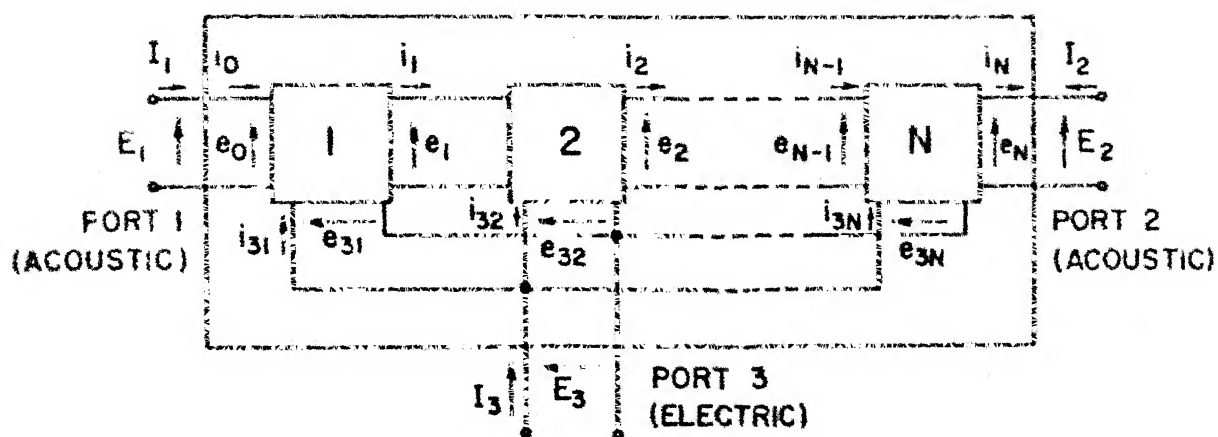 I₁ i₀ i₁ i₂ iN-1 iN I₂
1 2 N
E₁ e₀ e₁ e₂ eN-1 eN E₂
PORT 1
(ACOUSTIC)
i₃₁ e₃₁ i₃₂ e₃₂ i₃N e₃N
PORT 2
(ACOUSTIC)
I₃ E₃
PORT 3
(ELECTRIC)